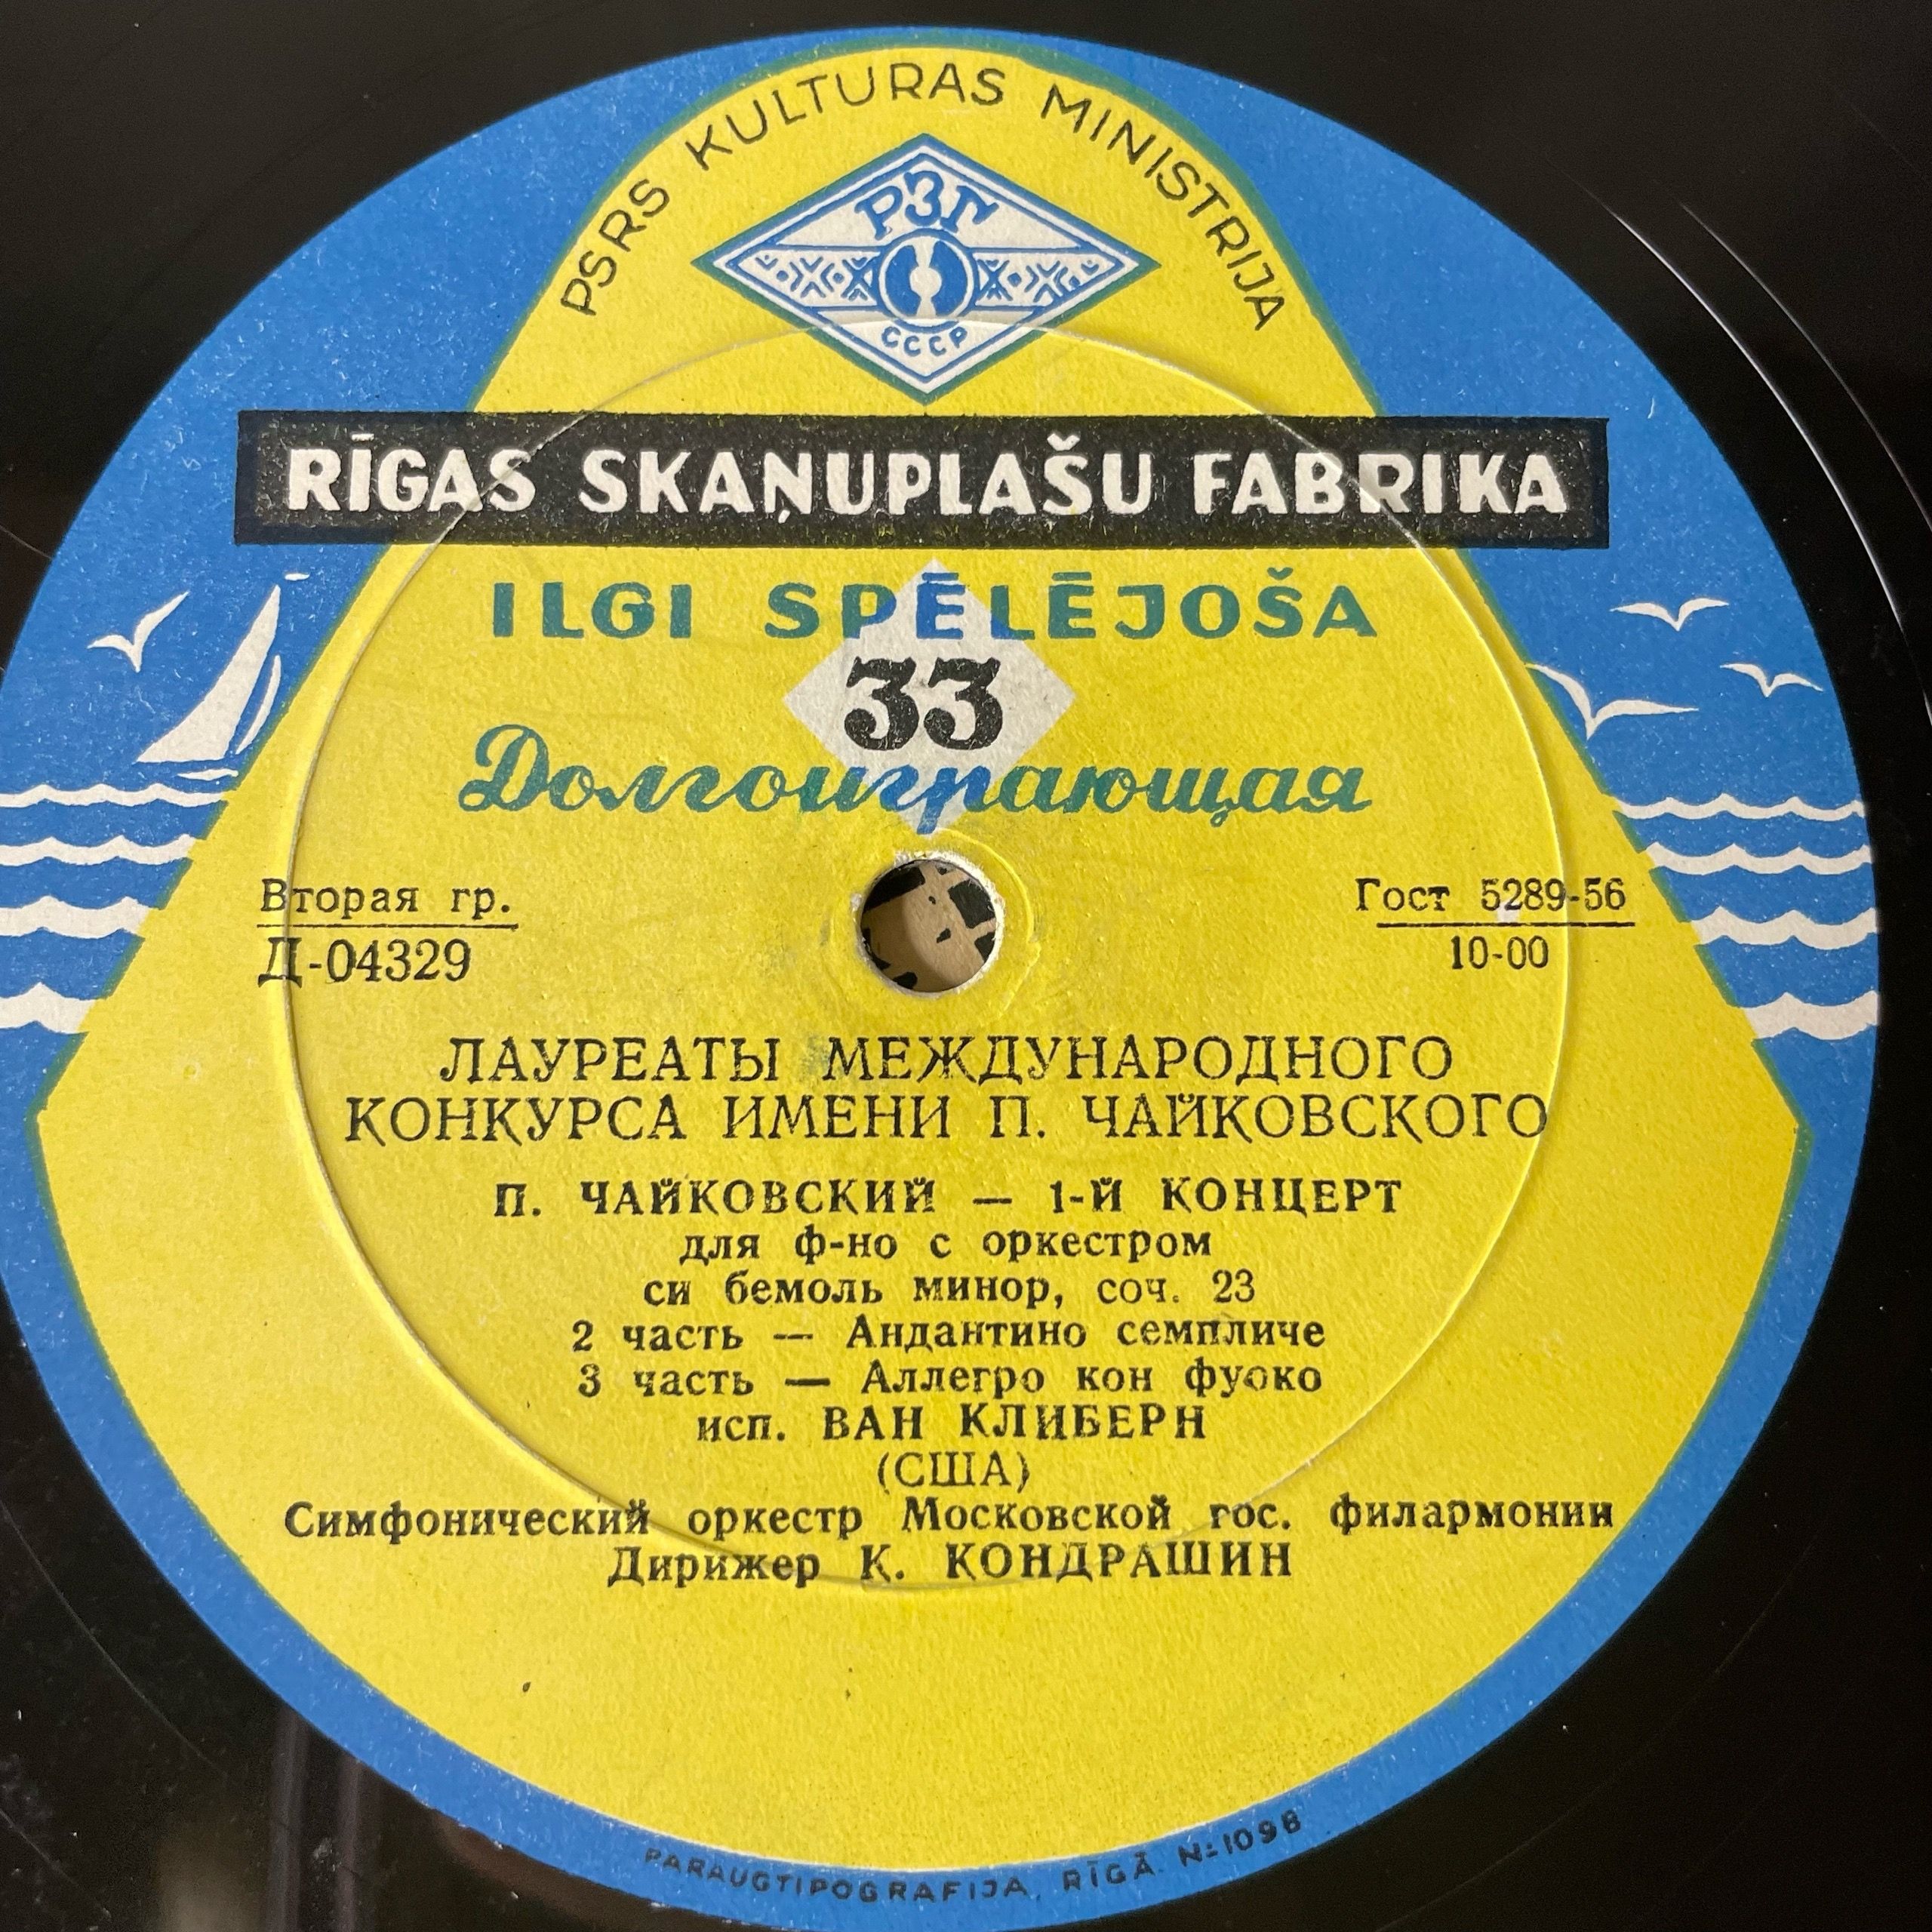 PSRS KULTURAS MINISTRIJA
РЗГ
СССР
RĪGAS SKAŅUPLAŠU FABRIKA
ILGI SPĒLĒJOŠA
33
Долгоиграющая
Вторая гр.
Д-04329
Гост 5289-56
10-00
ЛАУРЕАТЫ МЕЖДУНАРОДНОГО
КОНКУРСА ИМЕНИ П. ЧАЙКОВСКОГО
П. ЧАЙКОВСКИЙ — 1-Й КОНЦЕРТ
для ф-но с оркестром
си бемоль минор, соч. 23
2 часть — Андантино семпличе
3 часть — Аллегро кон фуоко
исп. ВАН КЛИБЕРН
(США)
Симфонический оркестр Московской гос. филармонии
Дирижер К. КОНДРАШИН
PARAUGTIPOGRAFIJA, RĪGĀ. № 1098